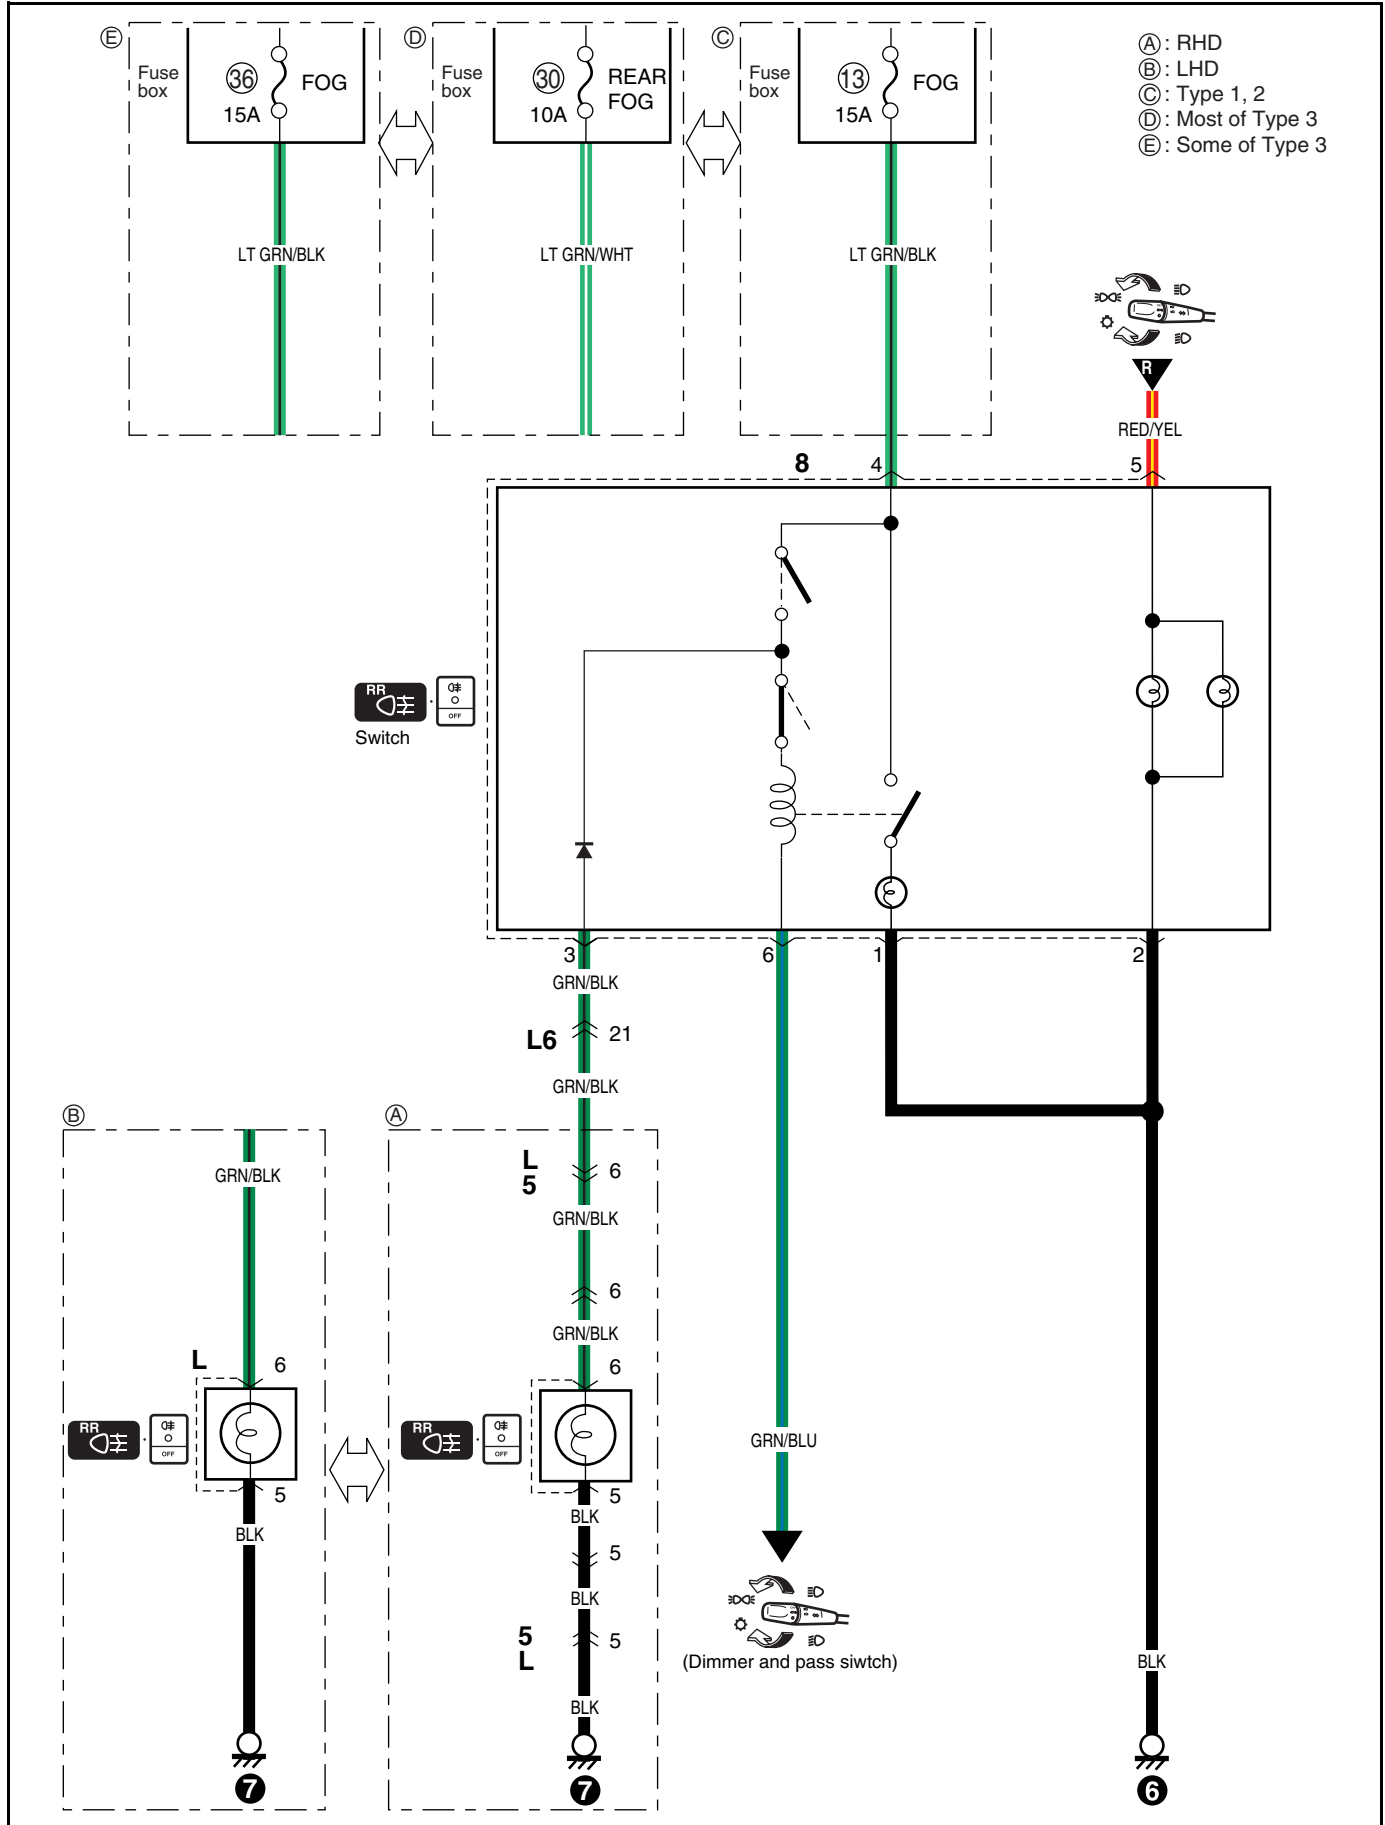 Ⓔ
Fuse
box
36
15A
FOG
LT GRN/BLK
Ⓓ
Fuse
box
30
10A
REAR
FOG
LT GRN/WHT
Ⓒ
Fuse
box
13
15A
FOG
LT GRN/BLK
Ⓐ: RHD
Ⓑ: LHD
Ⓒ: Type 1, 2
Ⓓ: Most of Type 3
Ⓔ: Some of Type 3
R
RED/YEL
8
4
5
RR
OFF
Switch
3
6
1
2
GRN/BLK
L6
21
GRN/BLK
Ⓑ
GRN/BLK
L
6
RR
OFF
5
BLK
7
Ⓐ
L
5
6
GRN/BLK
6
GRN/BLK
6
RR
OFF
5
BLK
5
BLK
5
L
5
BLK
7
GRN/BLU
(Dimmer and pass siwtch)
BLK
6